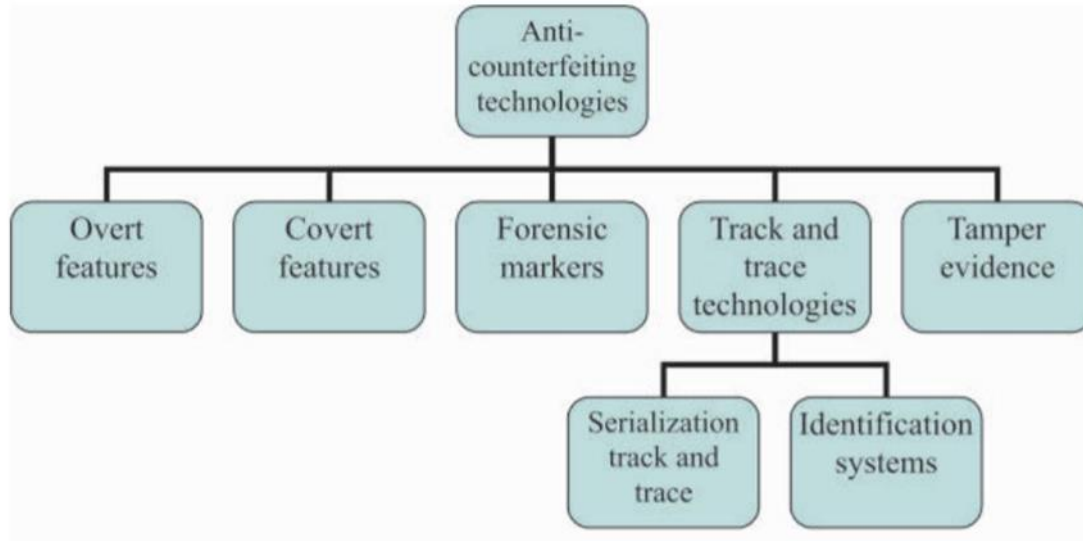 Anti-
counterfeiting
technologies
Overt
features
Covert
features
Forensic
markers
Track and
trace
technologies
Tamper
evidence
Serialization
track and
trace
Identification
systems